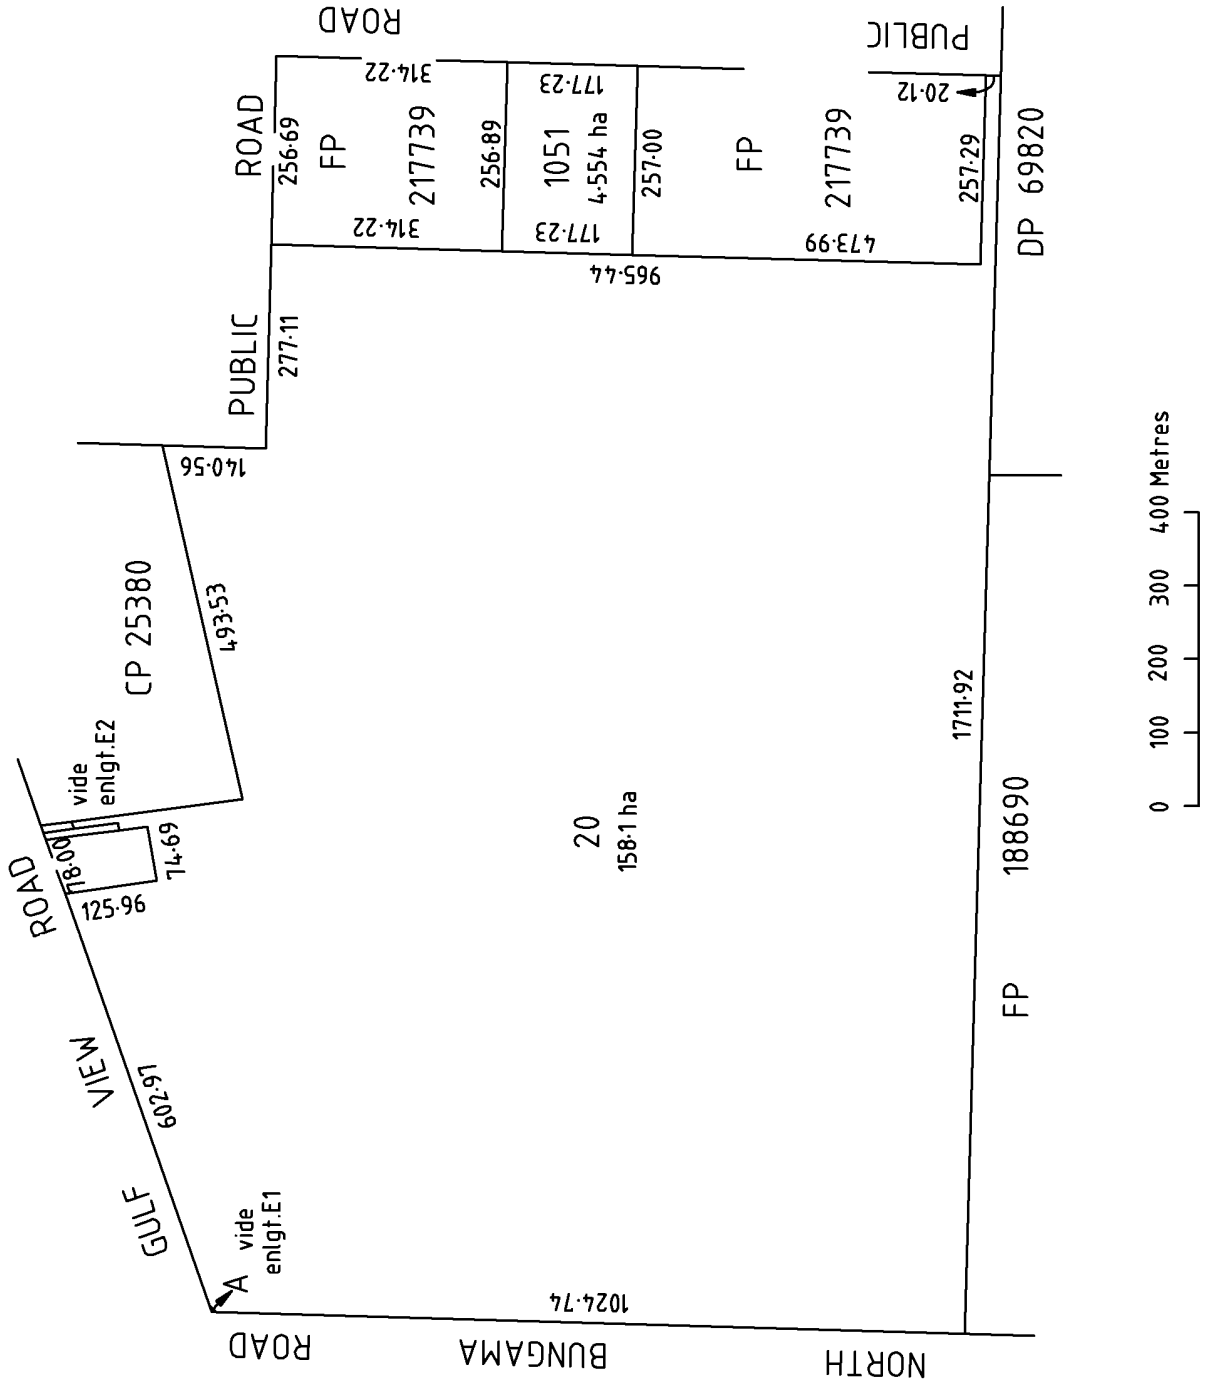 ROAD
ROAD
256·69
FP
217739
314·22
314·22
256·89
1051
4·554 ha
177·23
177·23
257·00
FP
217739
473·99
965·44
257·29
20·12
PUBLIC
DP 69820
PUBLIC
277·11
140·56
CP 25380
493·53
vide
enlgt.E2
ROAD
78·00
74·69
125·96
VIEW
602·97
GULF
A
vide
enlgt.E1
20
158·1 ha
1711·92
FP 188690
1024·74
ROAD
BUNGAMA
NORTH
0 100 200 300 400 Metres